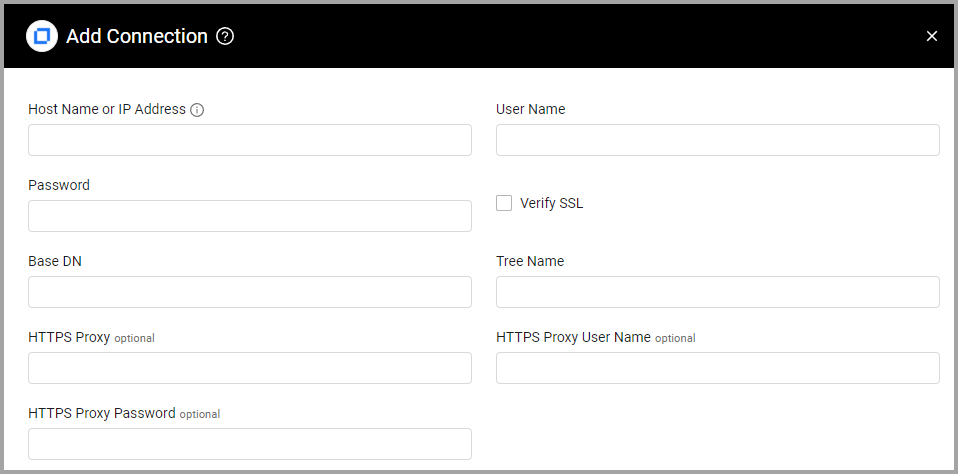 Add Connection
Host Name or IP Address
User Name
Password
Verify SSL
Base DN
Tree Name
HTTPS Proxy optional
HTTPS Proxy User Name optional
HTTPS Proxy Password optional